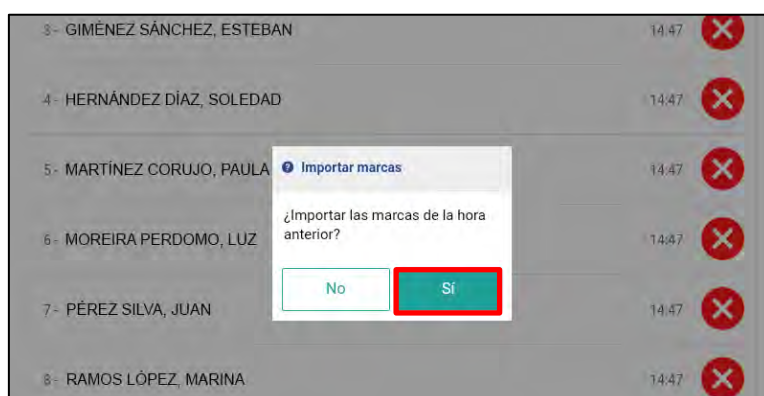 3- GIMÉNEZ SÁNCHEZ, ESTEBAN 14:47
4- HERNÁNDEZ DÍAZ, SOLEDAD 14:47
5- MARTÍNEZ CORUJO, PAULA 14:47
Importar marcas
¿Importar las marcas de la hora
anterior?
6- MOREIRA PERDOMO, LUZ 14:47
No Sí
7- PÉREZ SILVA, JUAN 14:47
8- RAMOS LÓPEZ, MARINA 14:47